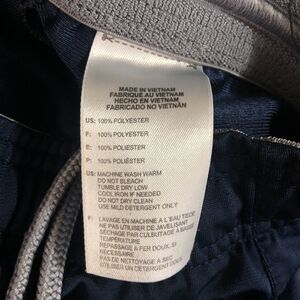 MADE IN VIETNAM
FABRIQUÉ AU VIETNAM
HECHO EN VIETNAM
FABRICADO NO VIETNÃ
US: 100% POLYESTER
F: 100% POLYESTER
E: 100% POLIÉSTER
P: 100% POLIÉSTER
US: MACHINE WASH WARM
DO NOT BLEACH
TUMBLE DRY LOW
COOL IRON IF NEEDED
DO NOT DRY CLEAN
USE MILD DETERGENT ONLY
F: LAVAGE EN MACHINE A L'EAU TIÈDE
NE PAS UTILISER DE JAVELISANT
SÉCHAGE PAR CULBUTAGE A BASSE
TEMPÉRATURE
REPASSAGE A FER DOUX, SI
NÉCESSAIRE
PAS DE NETTOYAGE A SEC
UTILISER UN DÉTERGENT DOUX